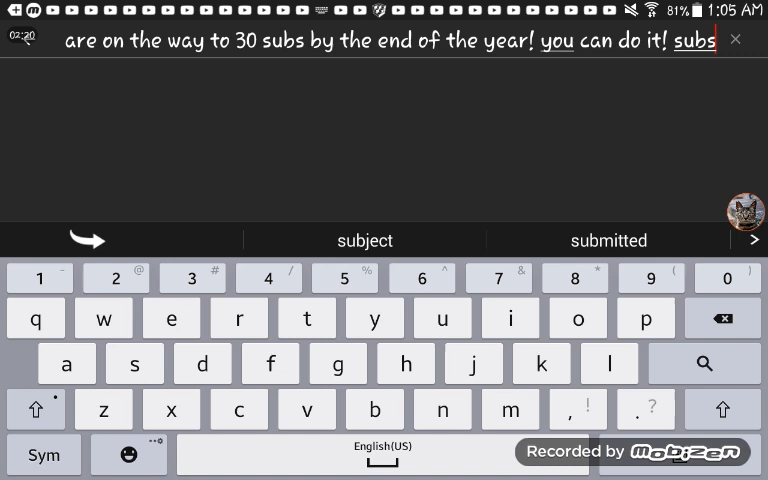 81% 1:05 AM
02:20
are on the way to 30 subs by the end of the year! you can do it! subs ×
subject submitted >
1 - 2 @ 3 # 4 / 5 % 6 ^ 7 & 8 * 9 ( 0 )
q w e r t y u i o p
a s d f g h j k l
z x c v b n m , ! . ?
Sym English(US)
Recorded by mobizen